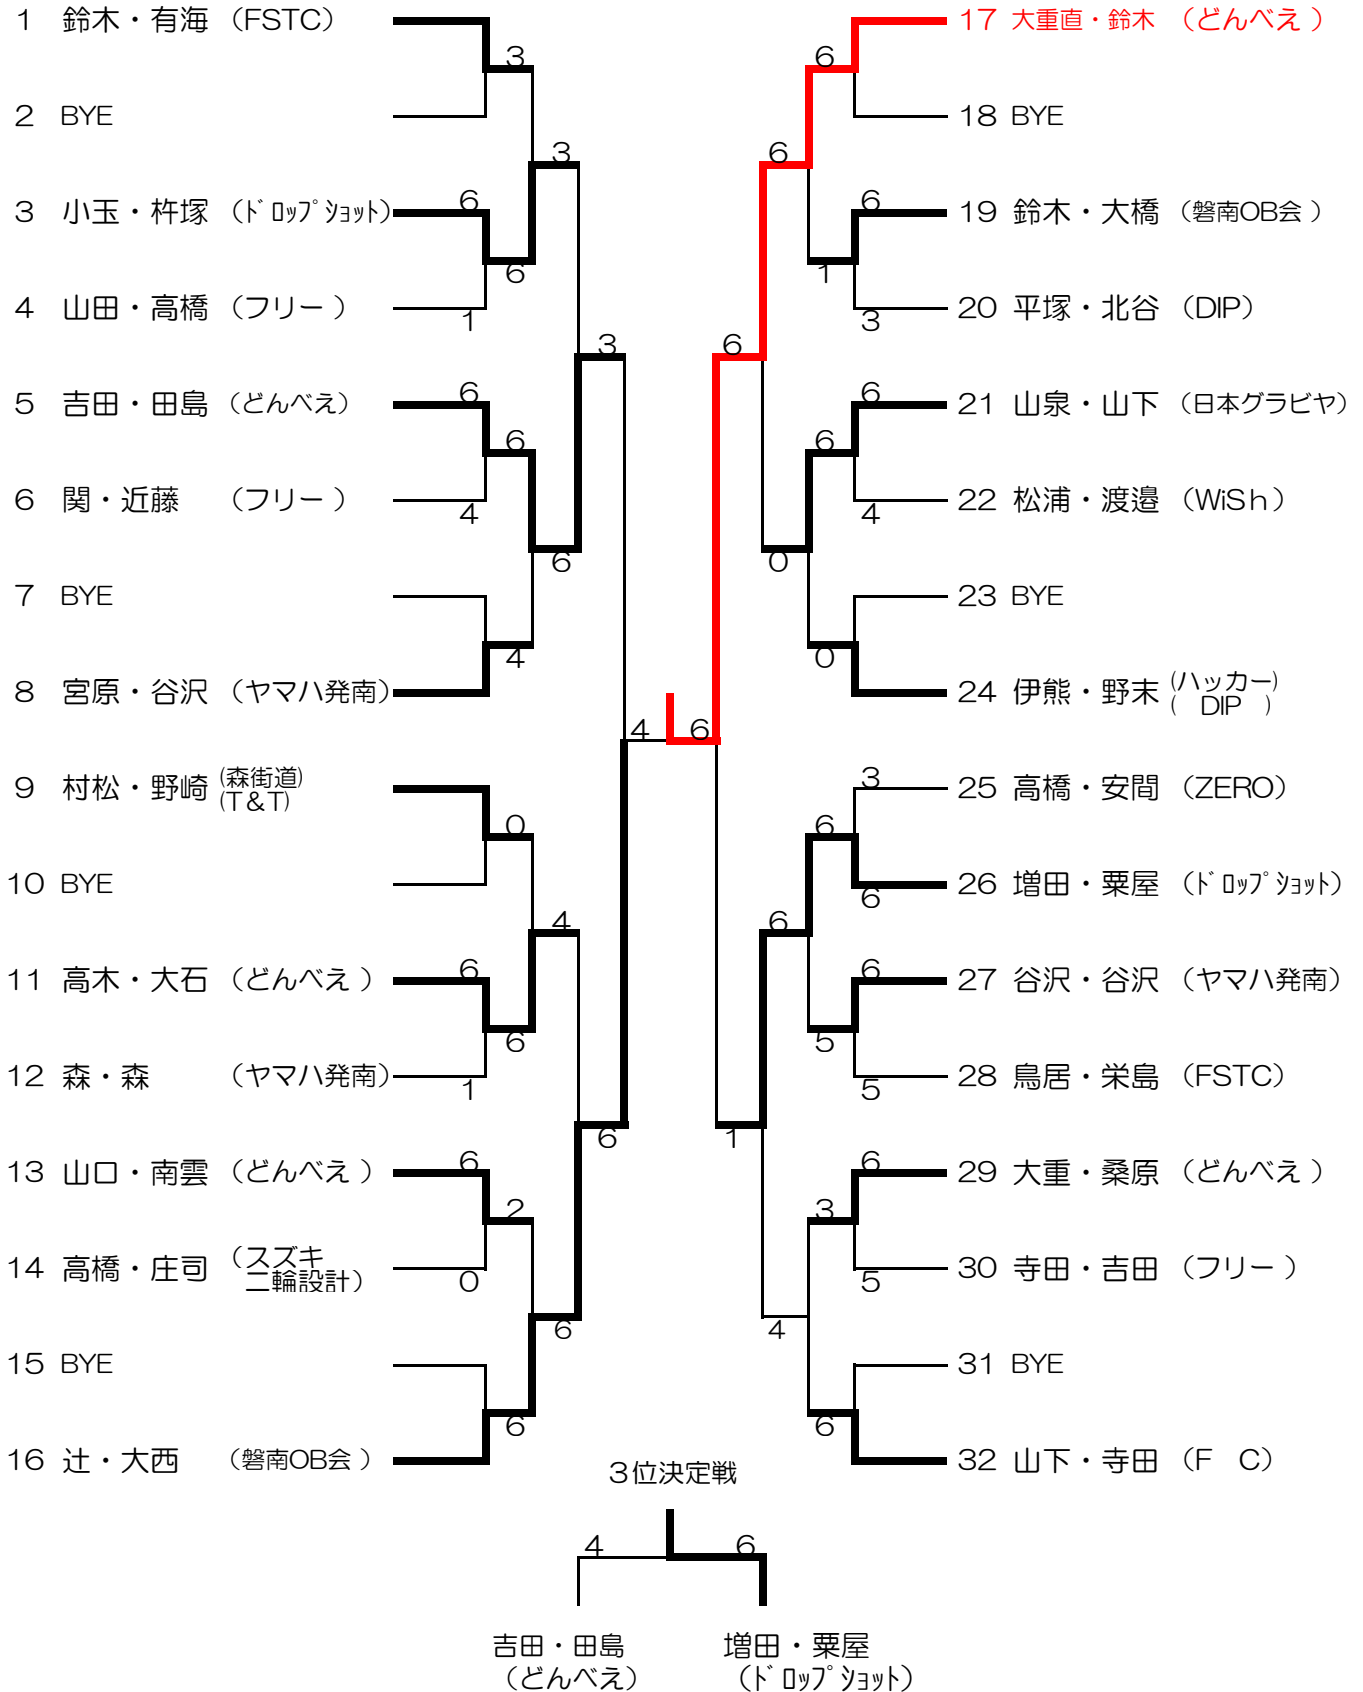 1 鈴木・有海 （FSTC）
2 BYE
3 小玉・杵塚 （ﾄﾞﾛｯﾌﾟｼｮｯﾄ）
4 山田・高橋 （フリー ）
5 吉田・田島 （どんべえ）
6 関・近藤 （フリー ）
7 BYE
8 宮原・谷沢 （ヤマハ発南）
9 村松・野崎 (森街道)
(T＆T)
10 BYE
11 高木・大石 （どんべえ ）
12 森・森 （ヤマハ発南）
13 山口・南雲 （どんべえ ）
14 高橋・庄司 （スズキ
二輪設計）
15 BYE
16 辻・大西 （磐南OB会 ）
3
6
1
6
6
4
6
4
0
6
1
6
6
0
2
6
3
6
4
6
3
6
4
6
17 大重直・鈴木 （どんべえ ）
18 BYE
19 鈴木・大橋 （磐南OB会 ）
20 平塚・北谷 （DIP）
21 山泉・山下 （日本グラビヤ）
22 松浦・渡邉 （WiSｈ）
23 BYE
24 伊熊・野末 (ハッカー)
( DIP )
25 高橋・安間 （ZERO）
26 増田・粟屋 （ﾄﾞﾛｯﾌﾟｼｮｯﾄ）
27 谷沢・谷沢 （ヤマハ発南）
28 鳥居・栄島 （FSTC）
29 大重・桑原 （どんべえ ）
30 寺田・吉田 （フリー ）
31 BYE
32 山下・寺田 （F C）
6
6
3
1
6
4
6
0
3
6
6
6
5
5
6
5
3
6
6
0
6
4
6
1
3位決定戦
4 6
吉田・田島 増田・粟屋
（どんべえ） （ﾄﾞﾛｯﾌﾟｼｮｯﾄ）